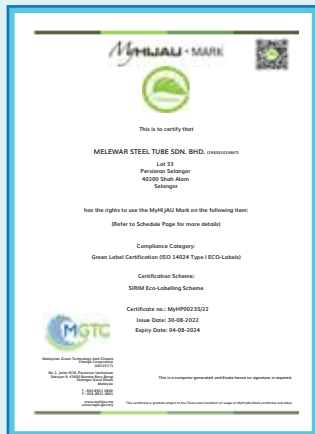 MyHIJAU • MARK
This is to certify that
MELEWAR STEEL TUBE SDN. BHD.
Lot 53
Persiaran Selangor
40200 Shah Alam
Selangor
has the rights to use the MyHIJAU Mark on the following item:
(Refer to Schedule Page for more details)
Compliance Category:
Green Label Certification (ISO 14024 Type I ECO-Labels)
Certification Scheme:
SIRIM Eco-Labelling Scheme
Certificate no.: MyHP00235/22
Issue Date: 30-08-2022
Expiry Date: 04-08-2024
MGTC
Malaysian Green Technology And Climate
Change Corporation
Selangor Darul Ehsan
Malaysia
This is a computer generated certificate hence no signature is required.